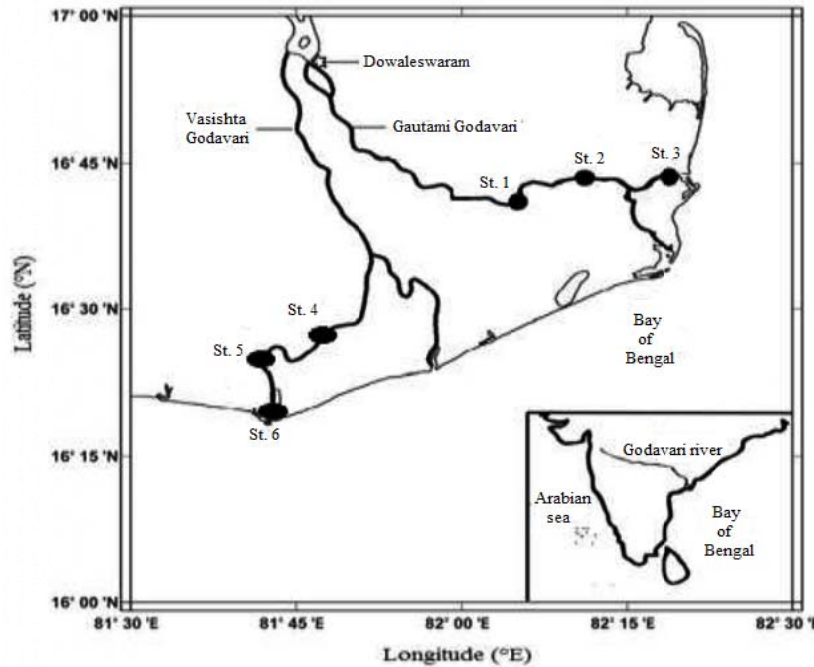 17° 00 'N
Dowaleswaram
Vasishta
Godavari
Gautami Godavari
16° 45 'N
St. 1
St. 2
St. 3
Latitude (°N)
16° 30 'N
St. 4
Bay
of
Bengal
St. 5
St. 6
16° 15 'N
Godavari river
Arabian
sea
Bay
of
Bengal
16° 00 'N
81° 30 'E
81° 45 'E
82° 00 'E
82° 15 'E
82° 30 'E
Longitude (°E)